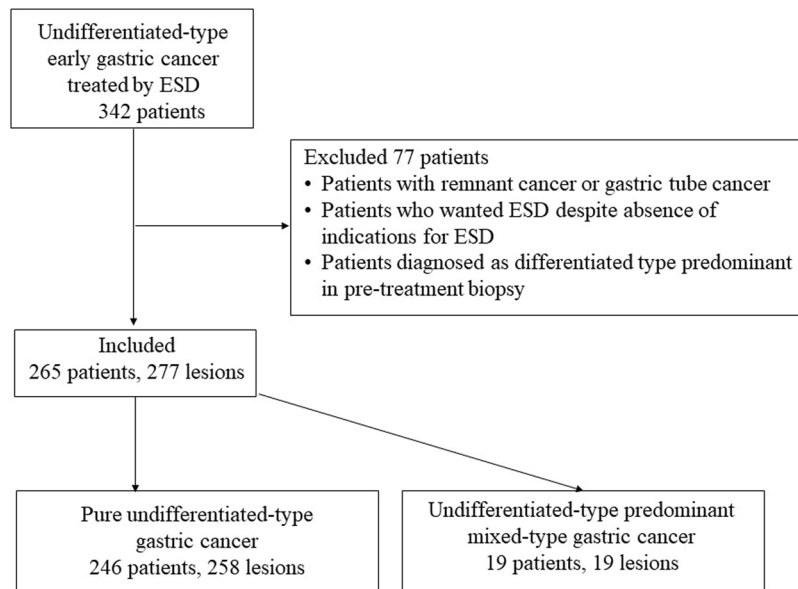 Undifferentiated-type
early gastric cancer
treated by ESD
342 patients
Excluded 77 patients
• Patients with remnant cancer or gastric tube cancer
• Patients who wanted ESD despite absence of
indications for ESD
• Patients diagnosed as differentiated type predominant
in pre-treatment biopsy
Included
265 patients, 277 lesions
Pure undifferentiated-type
gastric cancer
246 patients, 258 lesions
Undifferentiated-type predominant
mixed-type gastric cancer
19 patients, 19 lesions